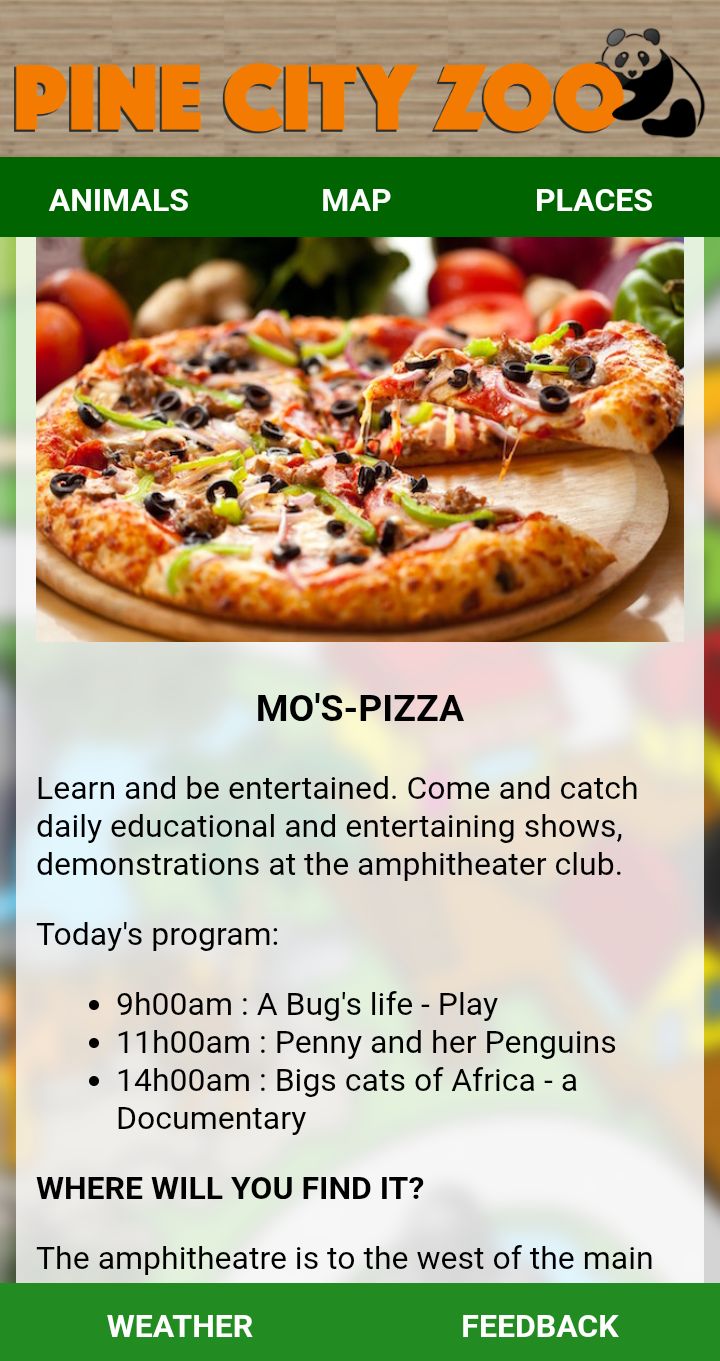 PINE CITY ZOO
ANIMALS MAP PLACES
MO'S-PIZZA
Learn and be entertained. Come and catch
daily educational and entertaining shows,
demonstrations at the amphitheater club.
Today's program:
• 9h00am : A Bug's life - Play
• 11h00am : Penny and her Penguins
• 14h00am : Bigs cats of Africa - a
Documentary
WHERE WILL YOU FIND IT?
The amphitheatre is to the west of the main
WEATHER FEEDBACK